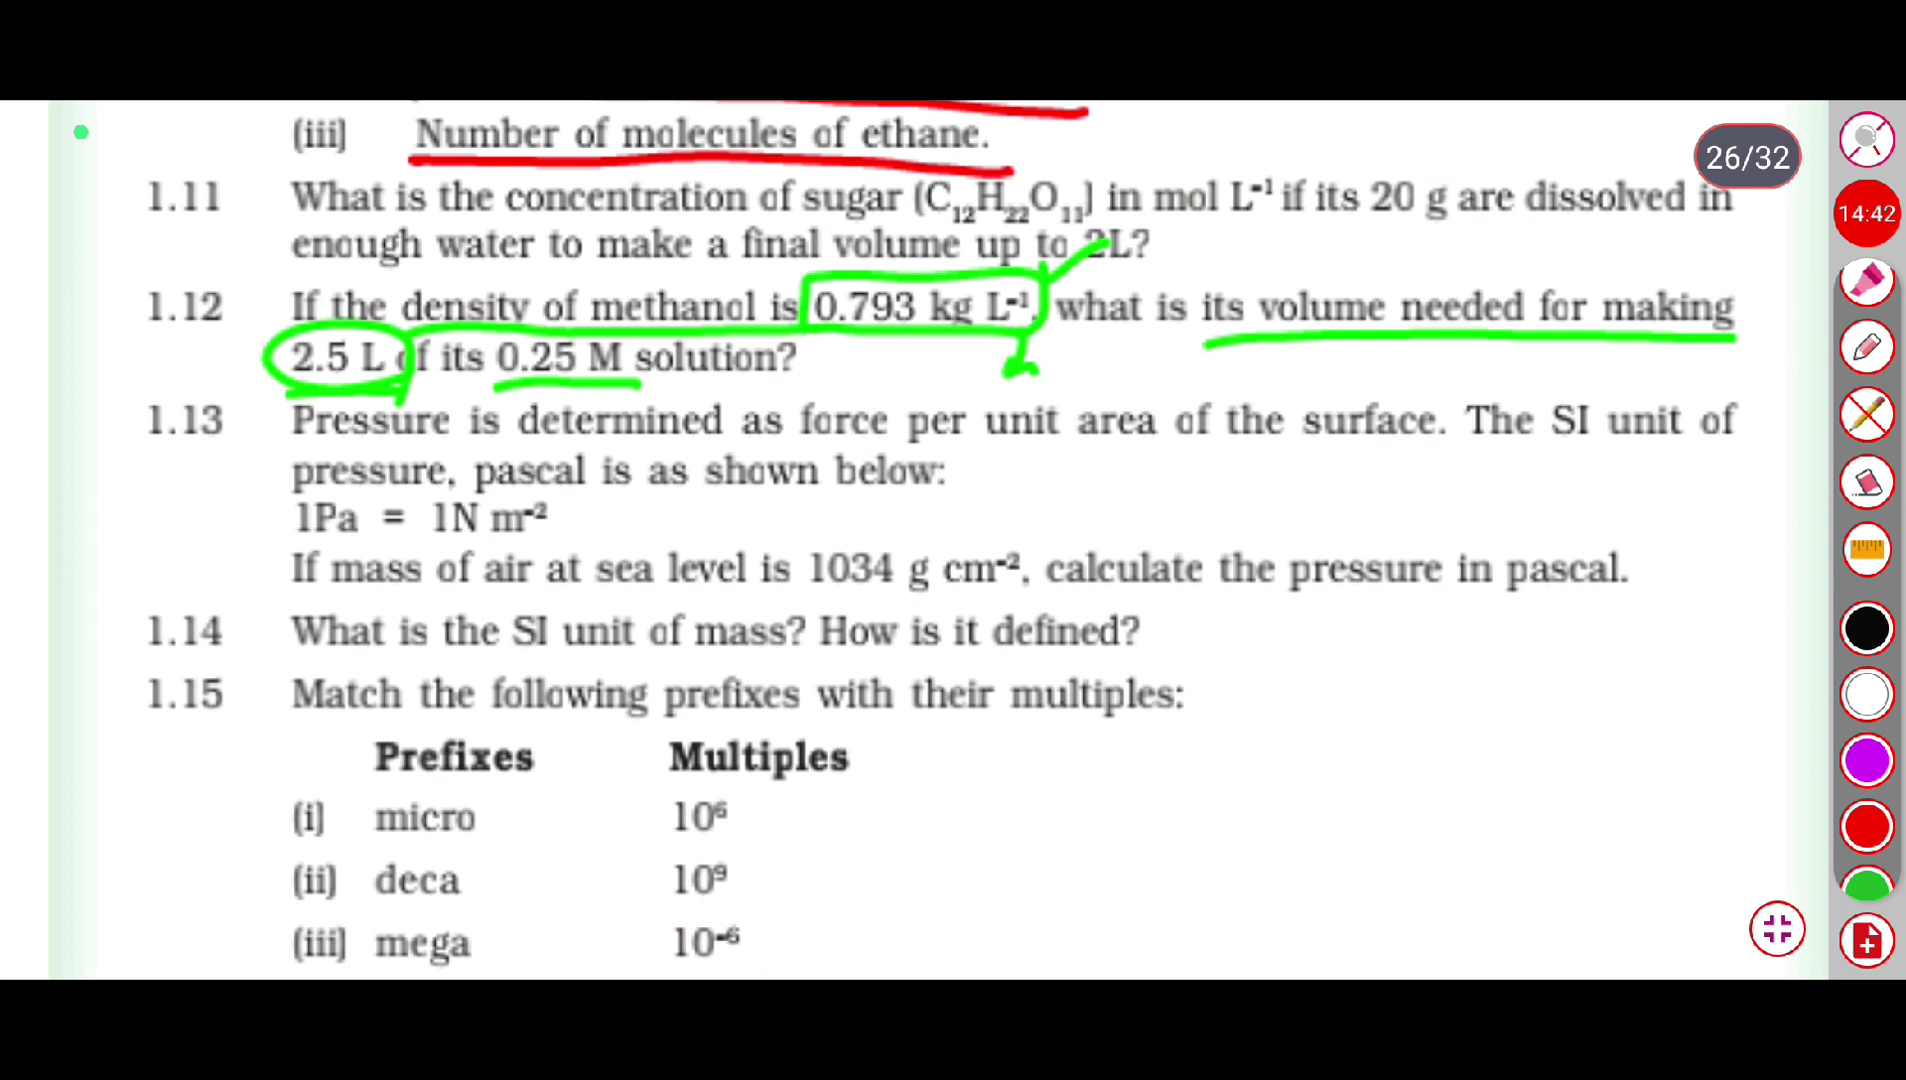 (iii) Number of molecules of ethane.
26/32
14:42
1.11 What is the concentration of sugar (C₁₂H₂₂O₁₁) in mol L⁻¹ if its 20 g are dissolved in
enough water to make a final volume up to 2L?
1.12 If the density of methanol is 0.793 kg L⁻¹, what is its volume needed for making
2.5 L of its 0.25 M solution?
1.13 Pressure is determined as force per unit area of the surface. The SI unit of
pressure, pascal is as shown below:
1Pa = 1N m⁻²
If mass of air at sea level is 1034 g cm⁻², calculate the pressure in pascal.
1.14 What is the SI unit of mass? How is it defined?
1.15 Match the following prefixes with their multiples:
Prefixes Multiples
(i) micro 10⁶
(ii) deca 10⁹
(iii) mega 10⁻⁶